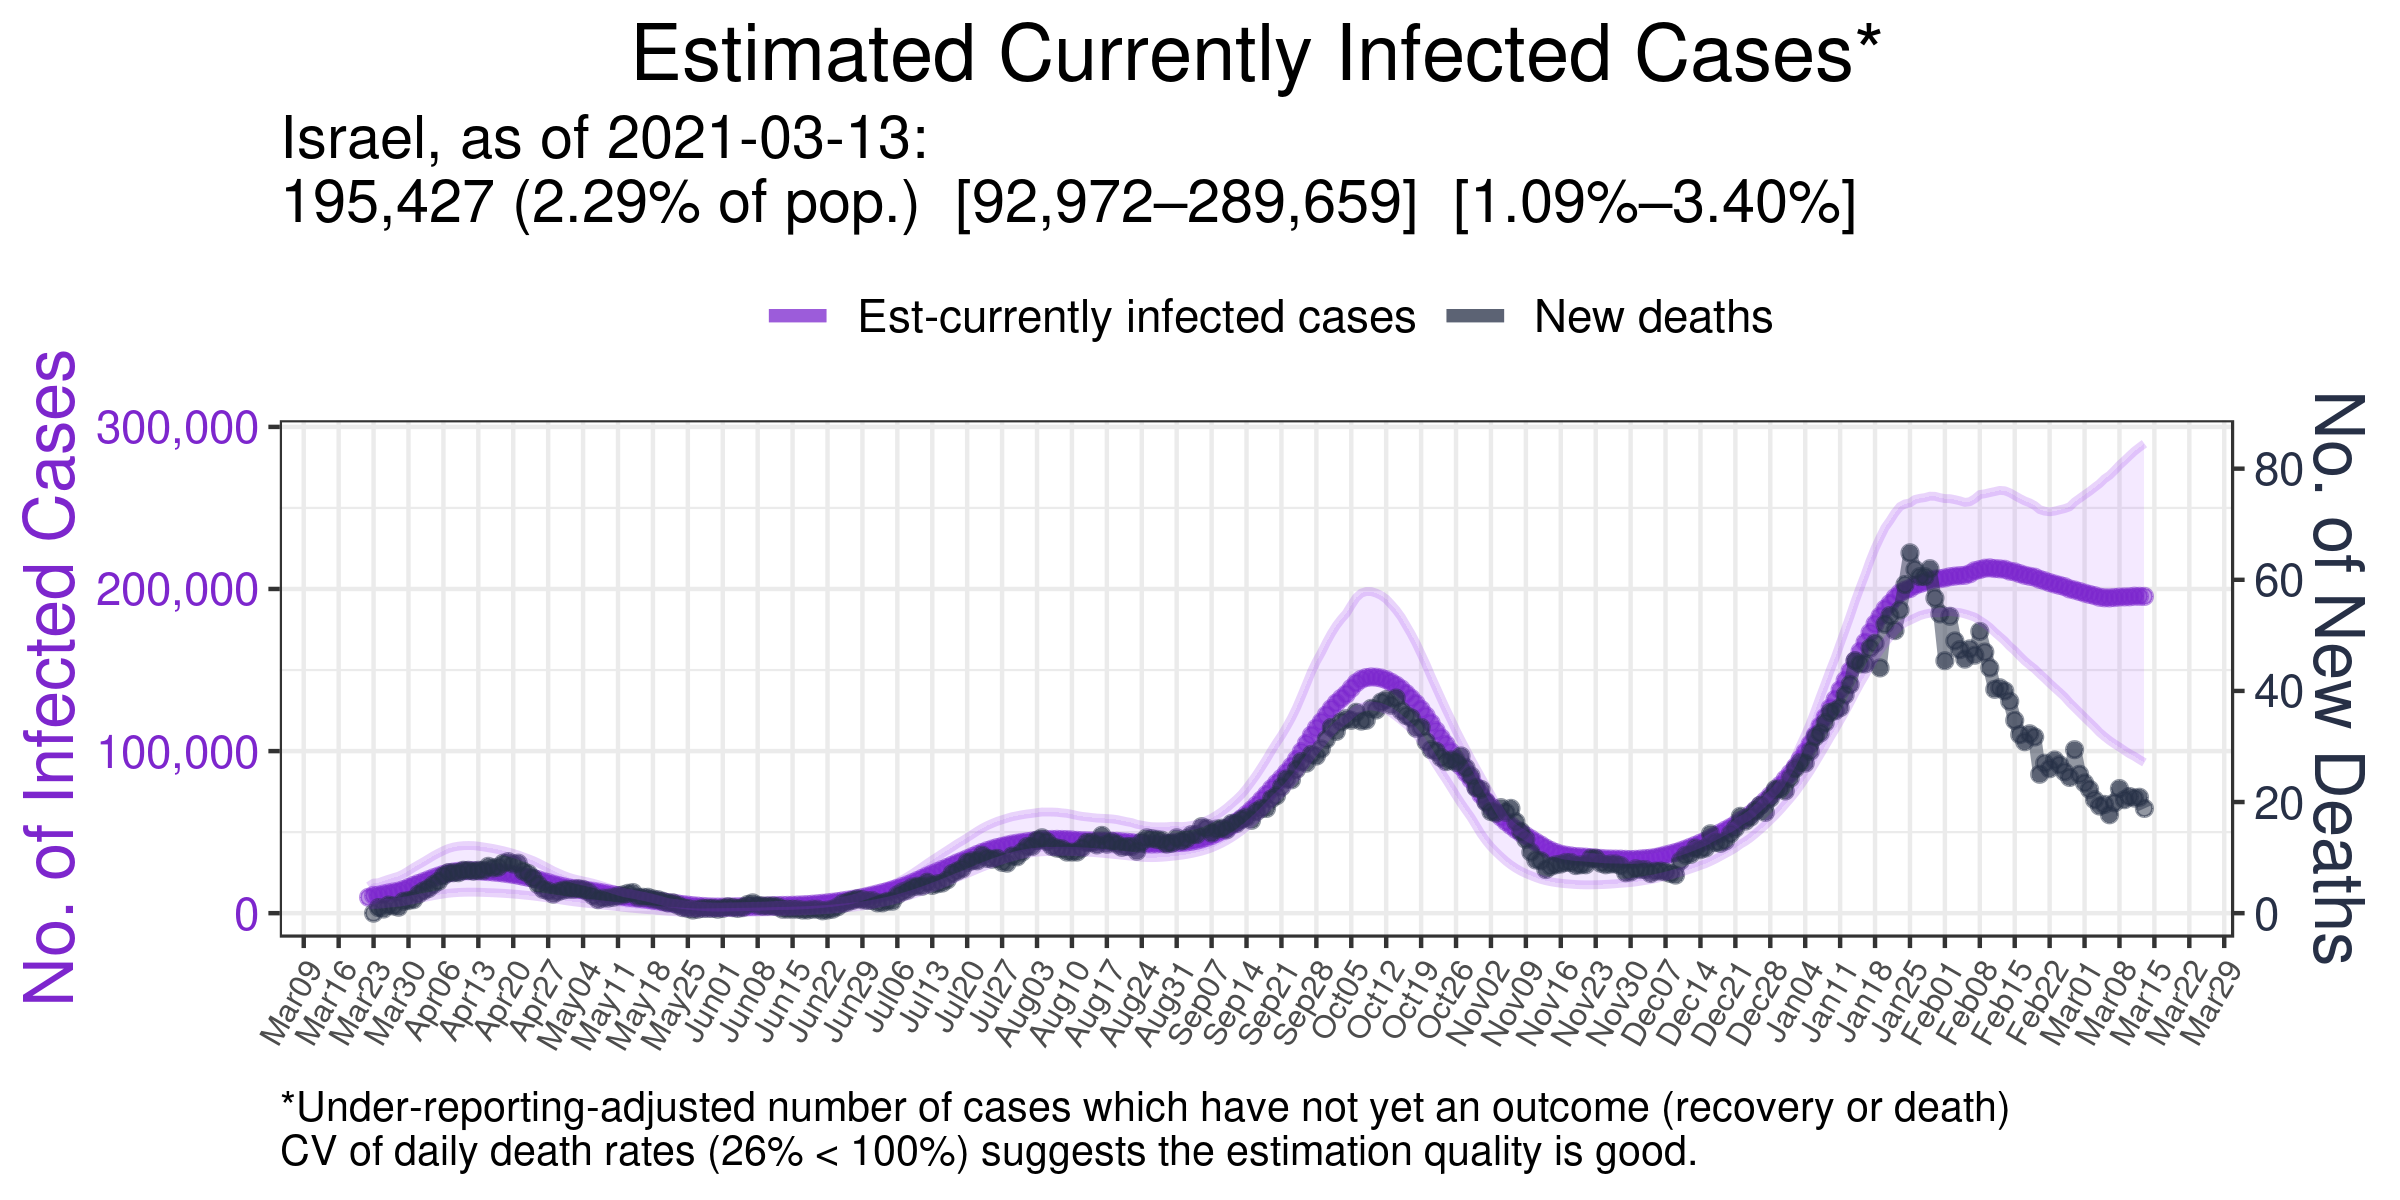 Estimated Currently Infected Cases*
Israel, as of 2021-03-13:
195,427 (2.29% of pop.) [92,972–289,659] [1.09%–3.40%]
Est-currently infected cases
New deaths
No. of Infected Cases
300,000
200,000
100,000
0
80
60
40
20
0
No. of New Deaths
Mar09
Mar16
Mar23
Mar30
Apr06
Apr13
Apr20
Apr27
May04
May11
May18
May25
Jun01
Jun08
Jun15
Jun22
Jun29
Jul06
Jul13
Jul20
Jul27
Aug03
Aug10
Aug17
Aug24
Aug31
Sep07
Sep14
Sep21
Sep28
Oct05
Oct12
Oct19
Oct26
Nov02
Nov09
Nov16
Nov23
Nov30
Dec07
Dec14
Dec21
Dec28
Jan04
Jan11
Jan18
Jan25
Feb01
Feb08
Feb15
Feb22
Mar01
Mar08
Mar15
Mar22
Mar29
*Under-reporting-adjusted number of cases which have not yet an outcome (recovery or death)
CV of daily death rates (26% < 100%) suggests the estimation quality is good.